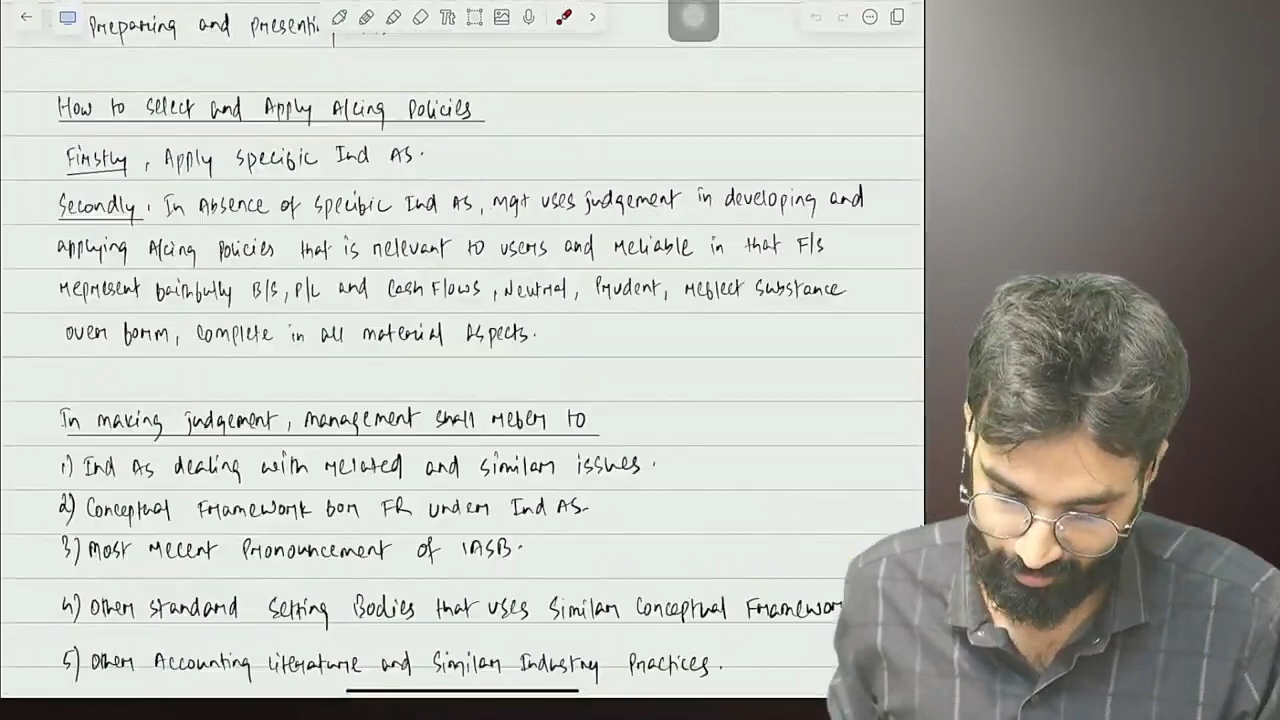 Preparing and presenti
How to select and Apply A/cing Policies
Firstly, Apply specific Ind AS.
Secondly, In Absence of specific Ind AS, mgt uses judgement in developing and
applying A/cing Policies that is relevant to users and reliable in that F/s
represent faithfully B/S, P/L and Cash Flows, Neutral, Prudent, reflect substance
over form, complete in all material Aspects.
In making judgement, management shall refer to
1) Ind As dealing with related and similar issues.
2) Conceptual Framework for FR under Ind AS.
3) Most recent Pronouncement of IASB.
4) Other standard setting Bodies that uses similar conceptual Framewor
5) Other Accounting Literature and similar Industry Practices.